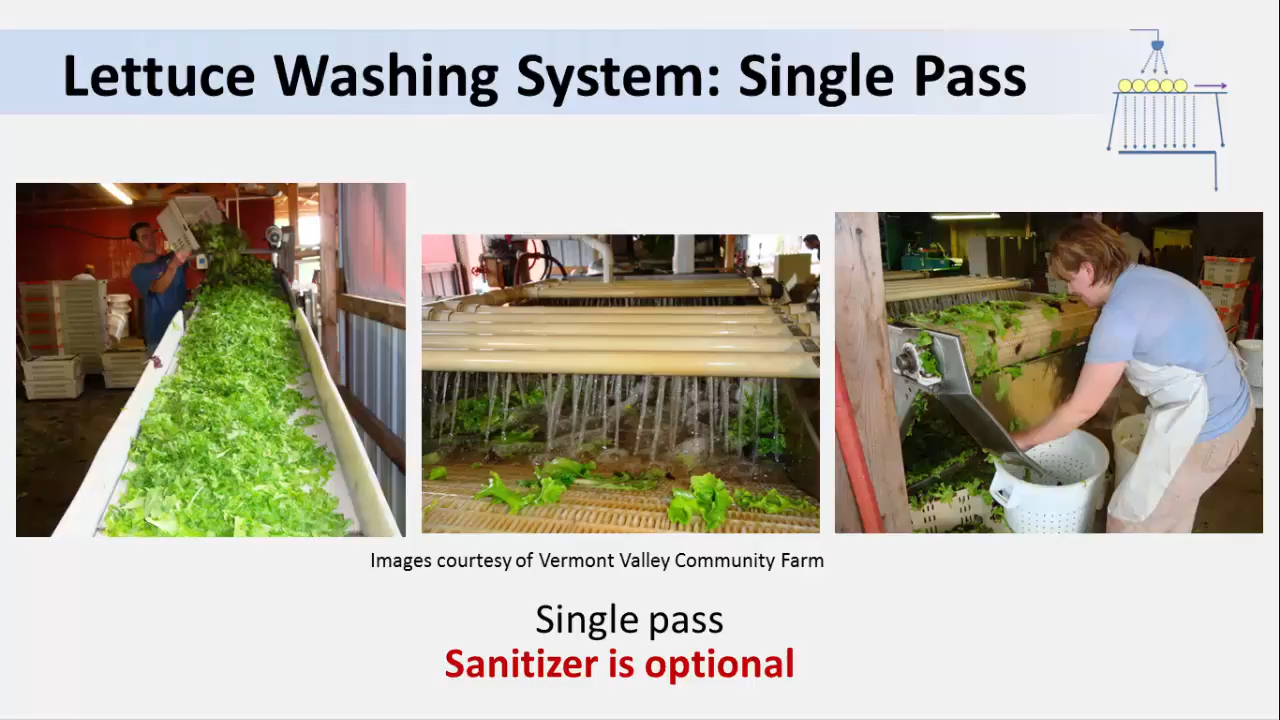 Lettuce Washing System: Single Pass
Images courtesy of Vermont Valley Community Farm
Single pass
Sanitizer is optional